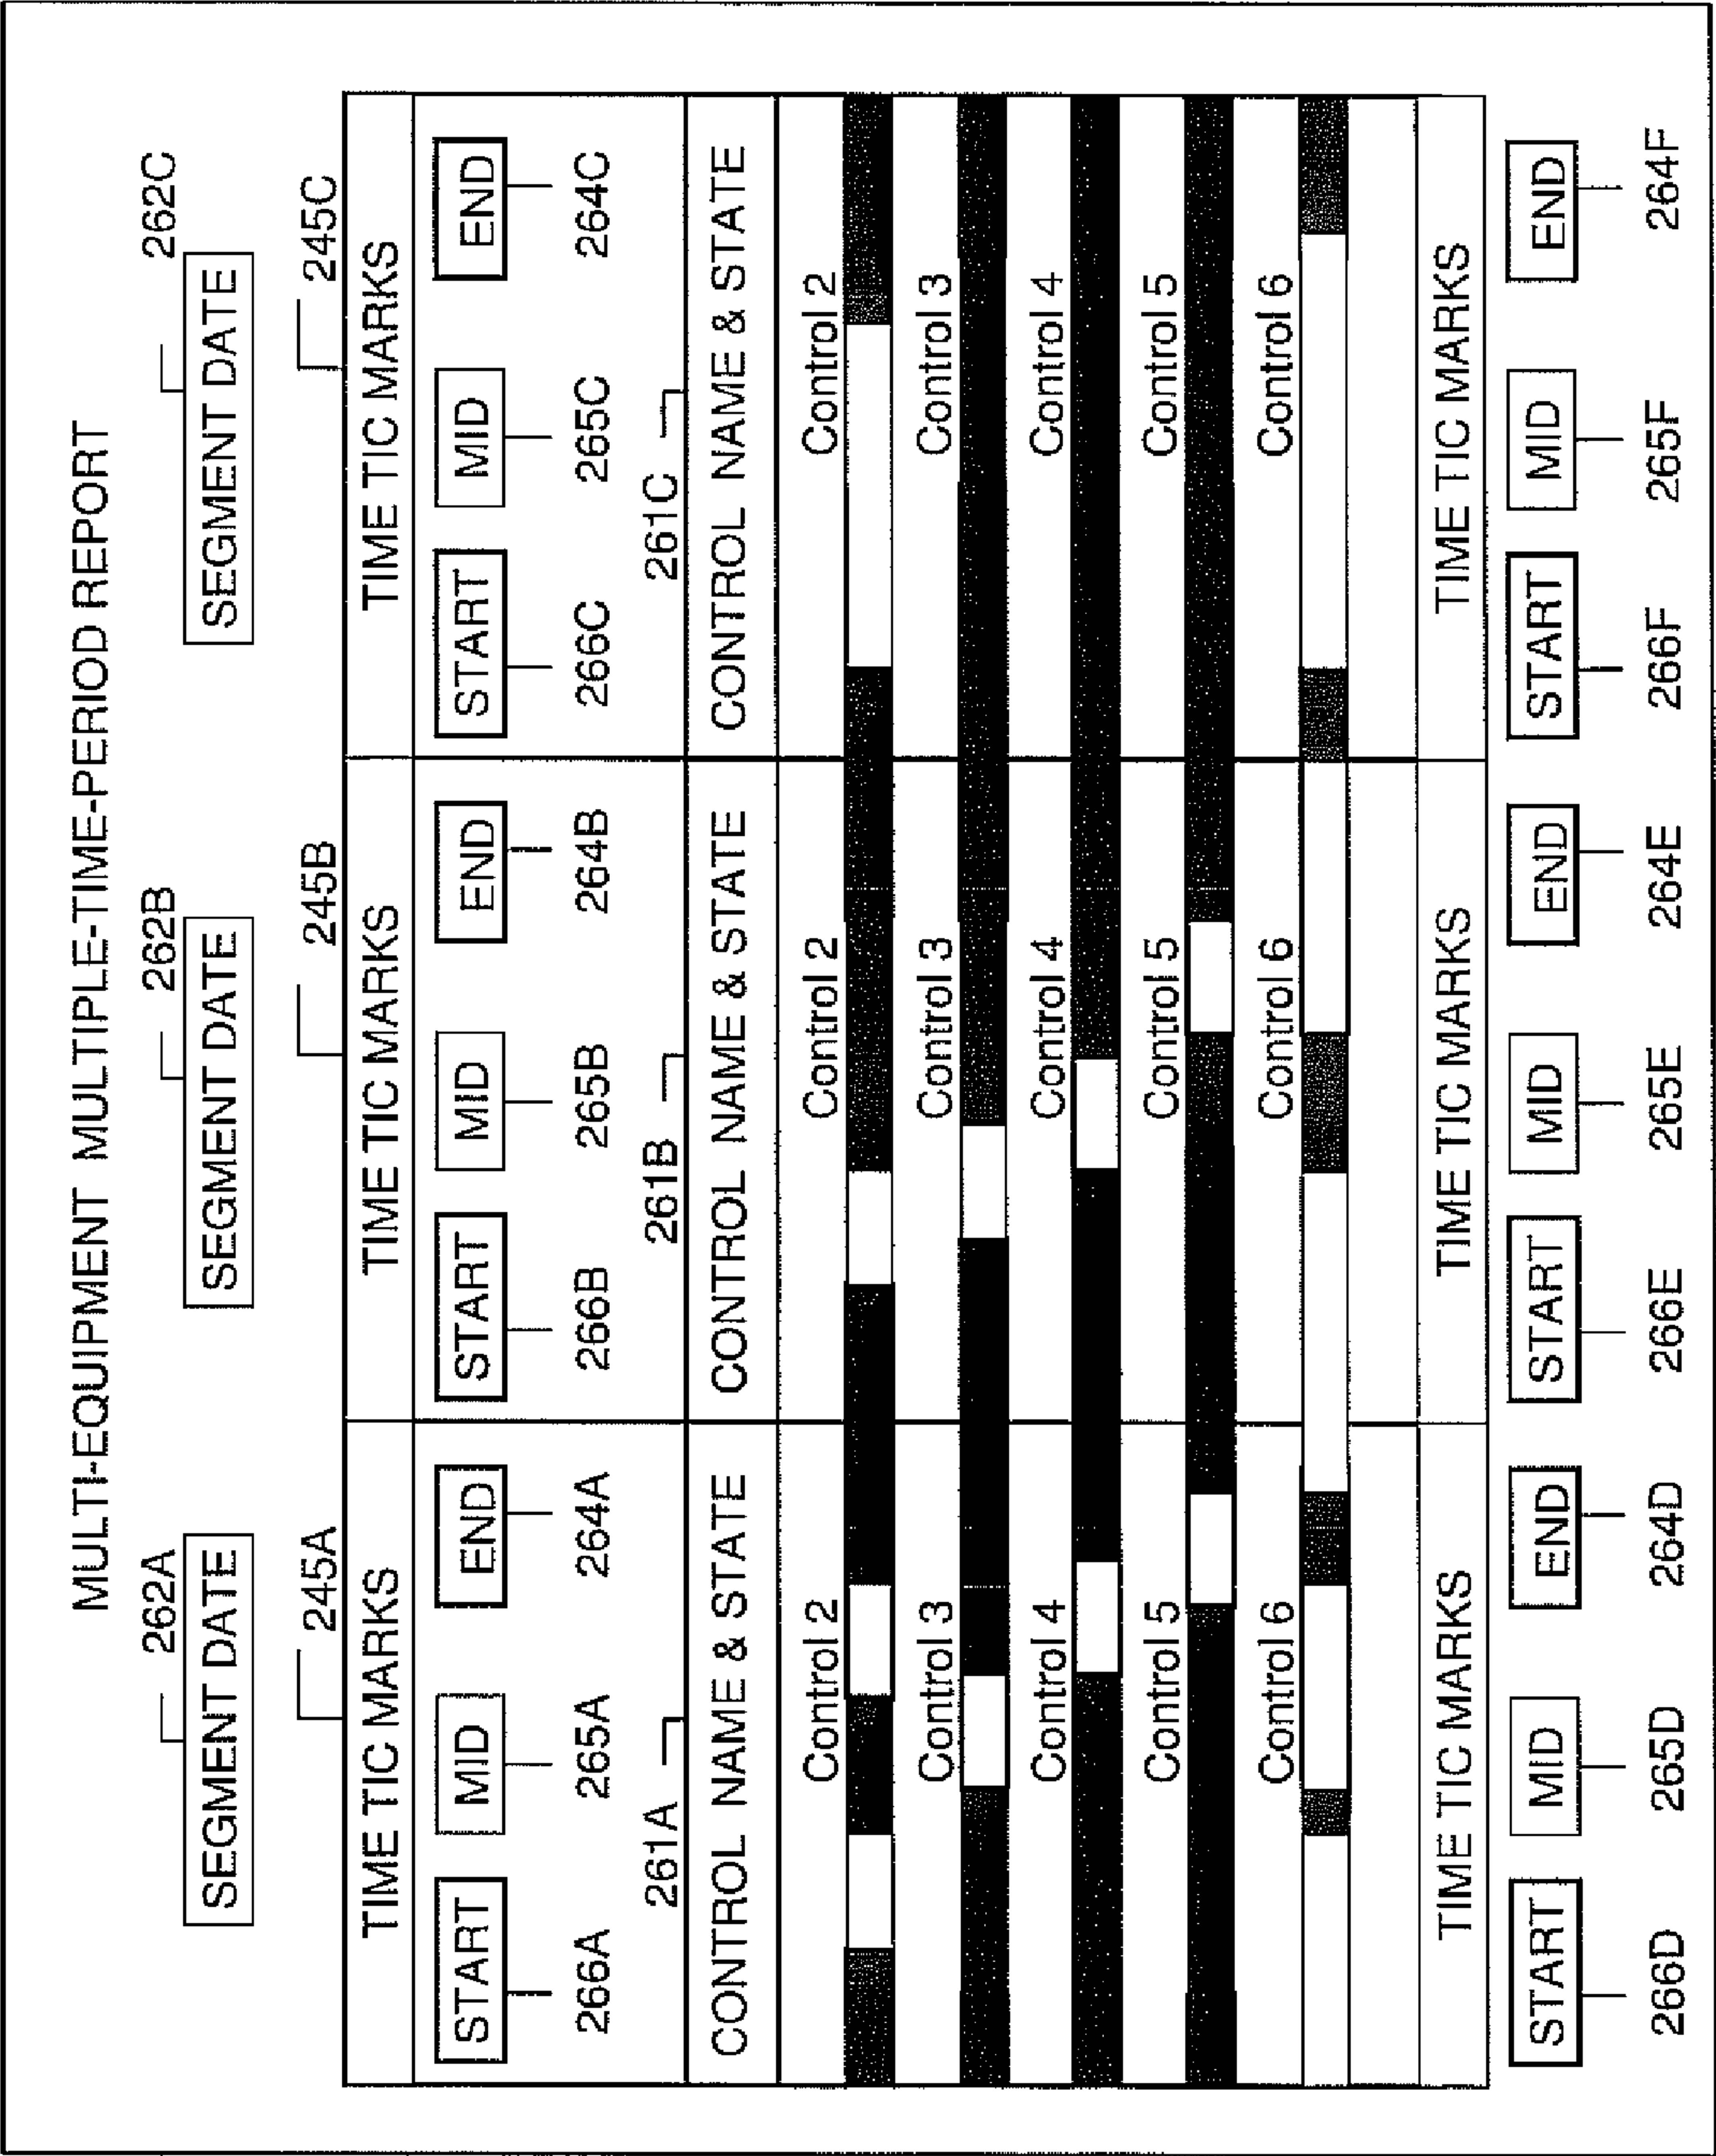 MULTI-EQUIPMENT MULTIPLE-TIME-PERIOD REPORT
262A 262B 262C
SEGMENT DATE SEGMENT DATE SEGMENT DATE
245A 245B 245C
TIME TIC MARKS TIME TIC MARKS TIME TIC MARKS
START MID END START MID END START MID END
266A 265A 264A 266B 265B 264B 266C 265C 264C
261A 261B 261C
CONTROL NAME & STATE CONTROL NAME & STATE CONTROL NAME & STATE
Control 2 Control 2 Control 2
Control 3 Control 3 Control 3
Control 4 Control 4 Control 4
Control 5 Control 5 Control 5
Control 6 Control 6 Control 6
TIME TIC MARKS TIME TIC MARKS TIME TIC MARKS
START MID END START MID END START MID END
266D 265D 264D 266E 265E 264E 266F 265F 264F